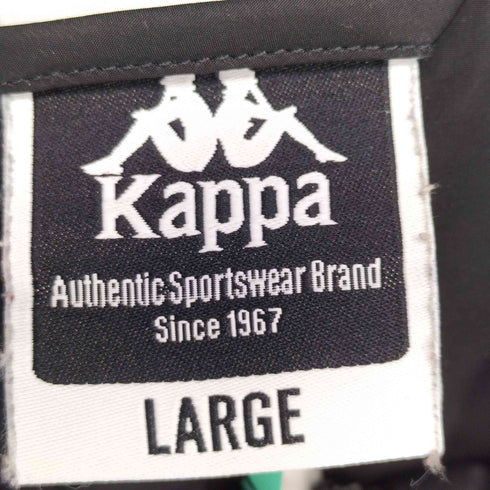 Kappa
Authentic Sportswear Brand
Since 1967
LARGE